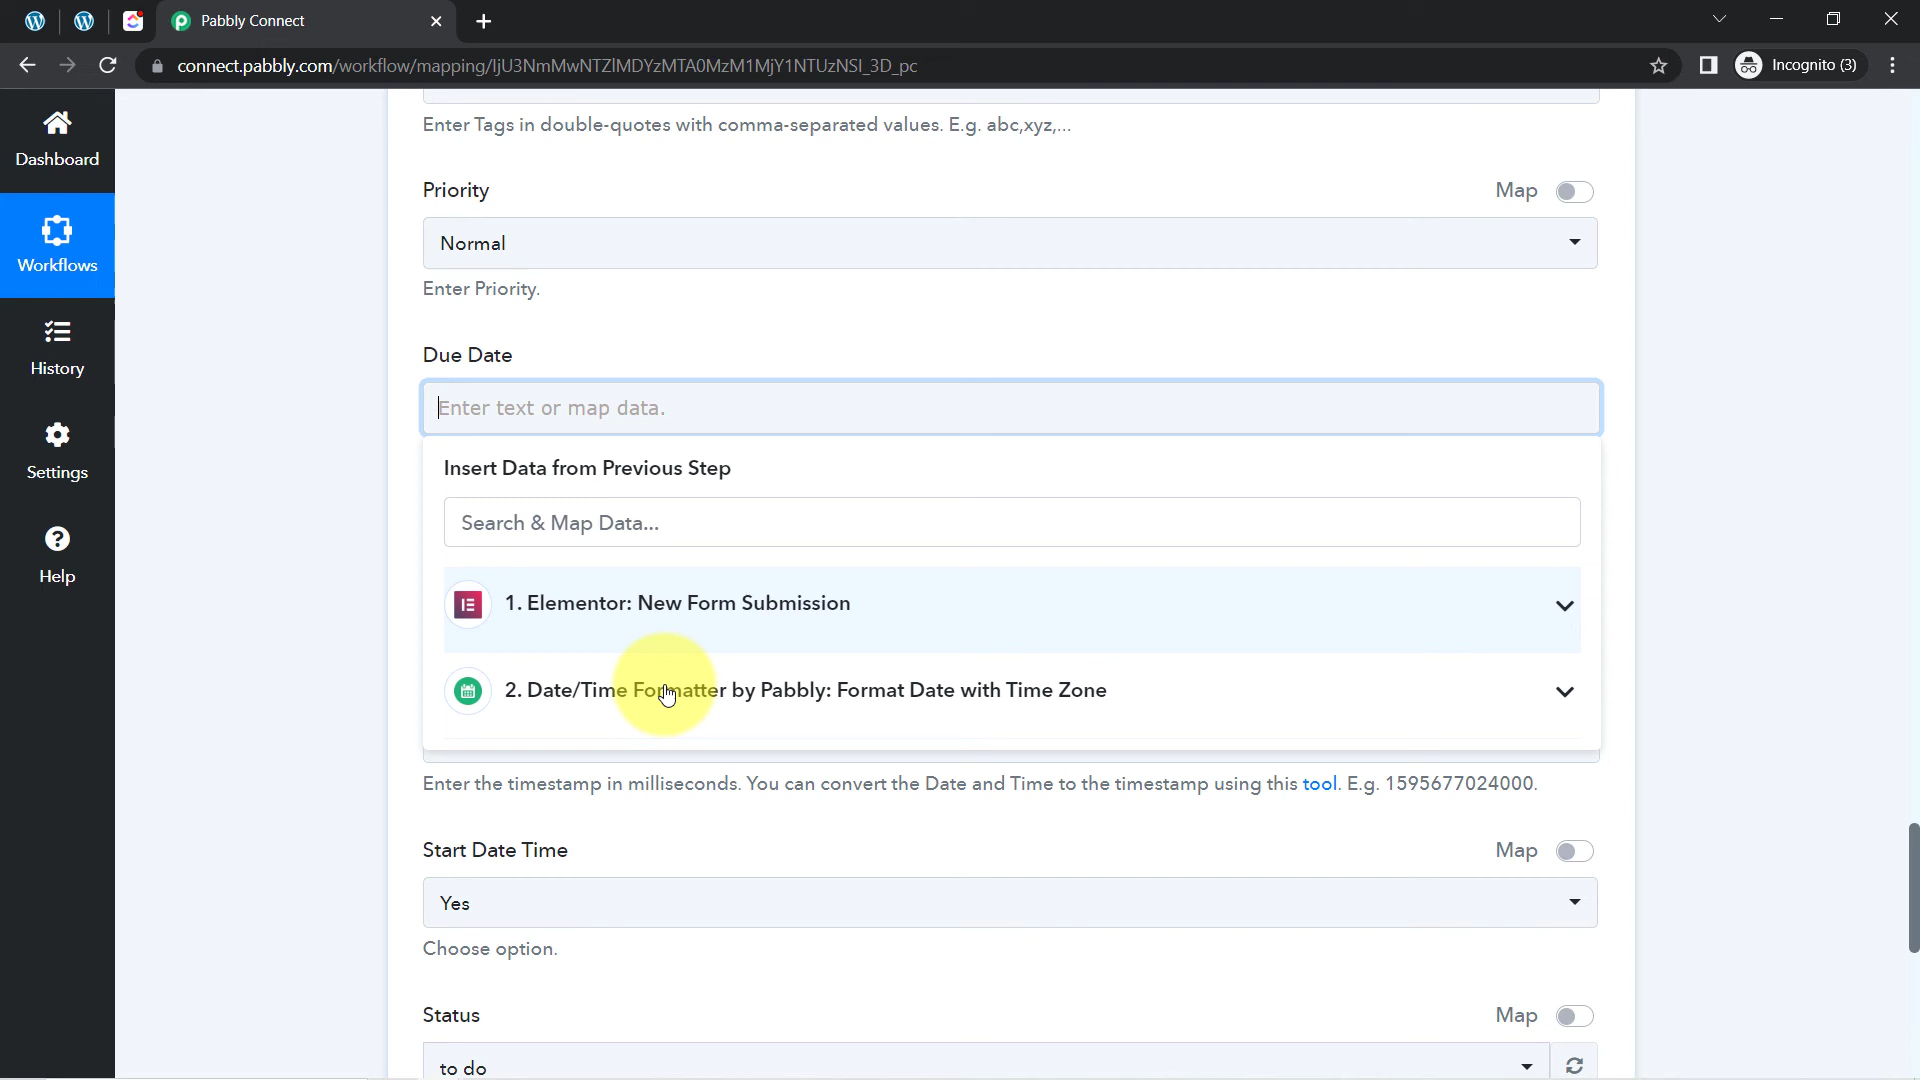 Pabbly Connect
connect.pabbly.com/workflow/mapping/IjU3NmMwNTZlMDYzMTA0MzM1MjY1NTUzNSI_3D_pc
Incognito (3)
Dashboard
Workflows
History
Settings
Help
Enter Tags in double-quotes with comma-separated values. E.g. abc,xyz,...
Priority
Map
Normal
Enter Priority.
Due Date
Enter text or map data.
Insert Data from Previous Step
Search & Map Data...
1. Elementor: New Form Submission
2. Date/Time Formatter by Pabbly: Format Date with Time Zone
Enter the timestamp in milliseconds. You can convert the Date and Time to the timestamp using this tool. E.g. 1595677024000.
Start Date Time
Map
Yes
Choose option.
Status
Map
to do